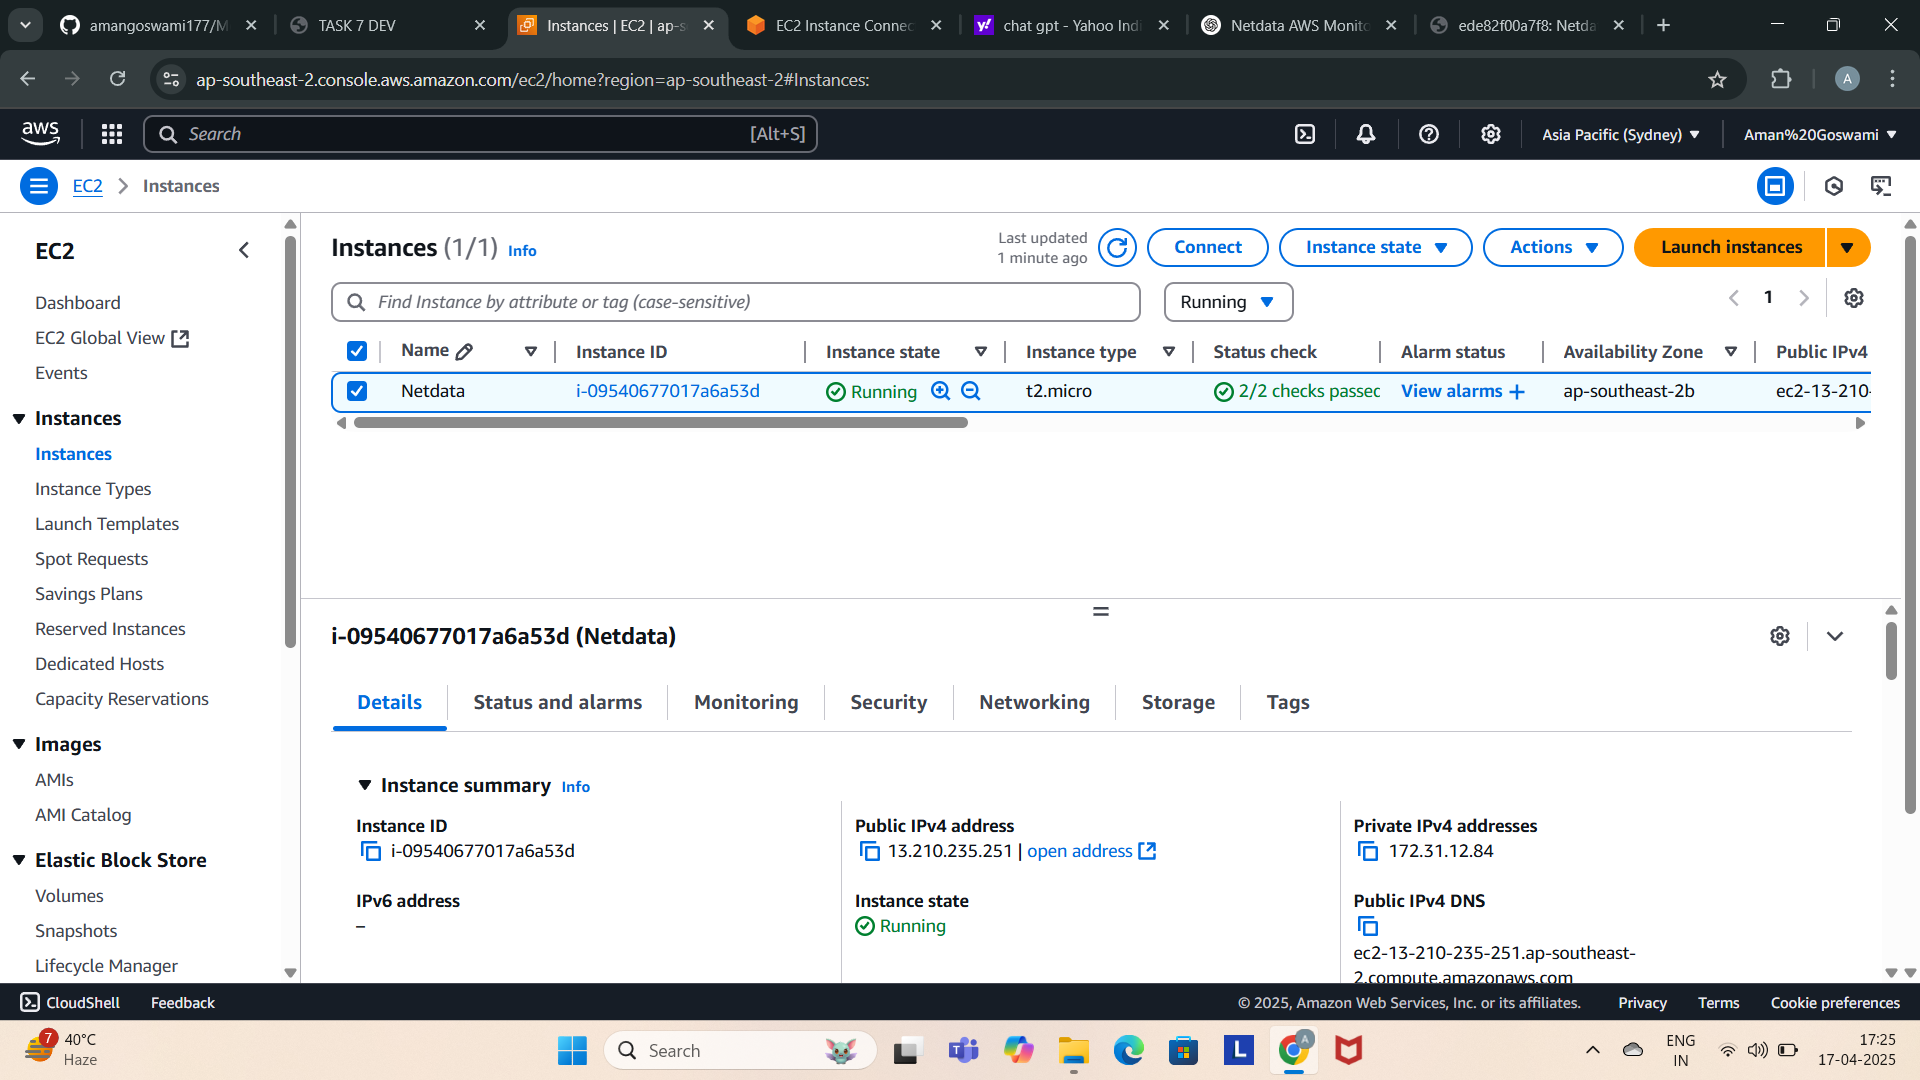 amangoswami177/M
TASK 7 DEV
Instances | EC2 | ap-s
EC2 Instance Connec
chat gpt - Yahoo Indi
Netdata AWS Monito
ede82f00a7f8: Netda
ap-southeast-2.console.aws.amazon.com/ec2/home?region=ap-southeast-2#Instances:
A
aws
Search
[Alt+S]
Asia Pacific (Sydney)
Aman%20Goswami
EC2
Instances
EC2
Dashboard
EC2 Global View
Events
Instances
Instances
Instance Types
Launch Templates
Spot Requests
Savings Plans
Reserved Instances
Dedicated Hosts
Capacity Reservations
Images
AMIs
AMI Catalog
Elastic Block Store
Volumes
Snapshots
Lifecycle Manager
Instances (1/1) Info
Last updated
1 minute ago
Connect
Instance state
Actions
Launch instances
Find Instance by attribute or tag (case-sensitive)
Running
1
Name
Instance ID
Instance state
Instance type
Status check
Alarm status
Availability Zone
Public IPv4
Netdata
i-09540677017a6a53d
Running
t2.micro
2/2 checks passed
View alarms
ap-southeast-2b
ec2-13-210-
i-09540677017a6a53d (Netdata)
Details
Status and alarms
Monitoring
Security
Networking
Storage
Tags
Instance summary Info
Instance ID
i-09540677017a6a53d
Public IPv4 address
13.210.235.251 | open address
Private IPv4 addresses
172.31.12.84
IPv6 address
–
Instance state
Running
Public IPv4 DNS
ec2-13-210-235-251.ap-southeast-
2.compute.amazonaws.com
CloudShell
Feedback
© 2025, Amazon Web Services, Inc. or its affiliates.
Privacy
Terms
Cookie preferences
7
40°C
Haze
Search
L
A
ENG
IN
17:25
17-04-2025